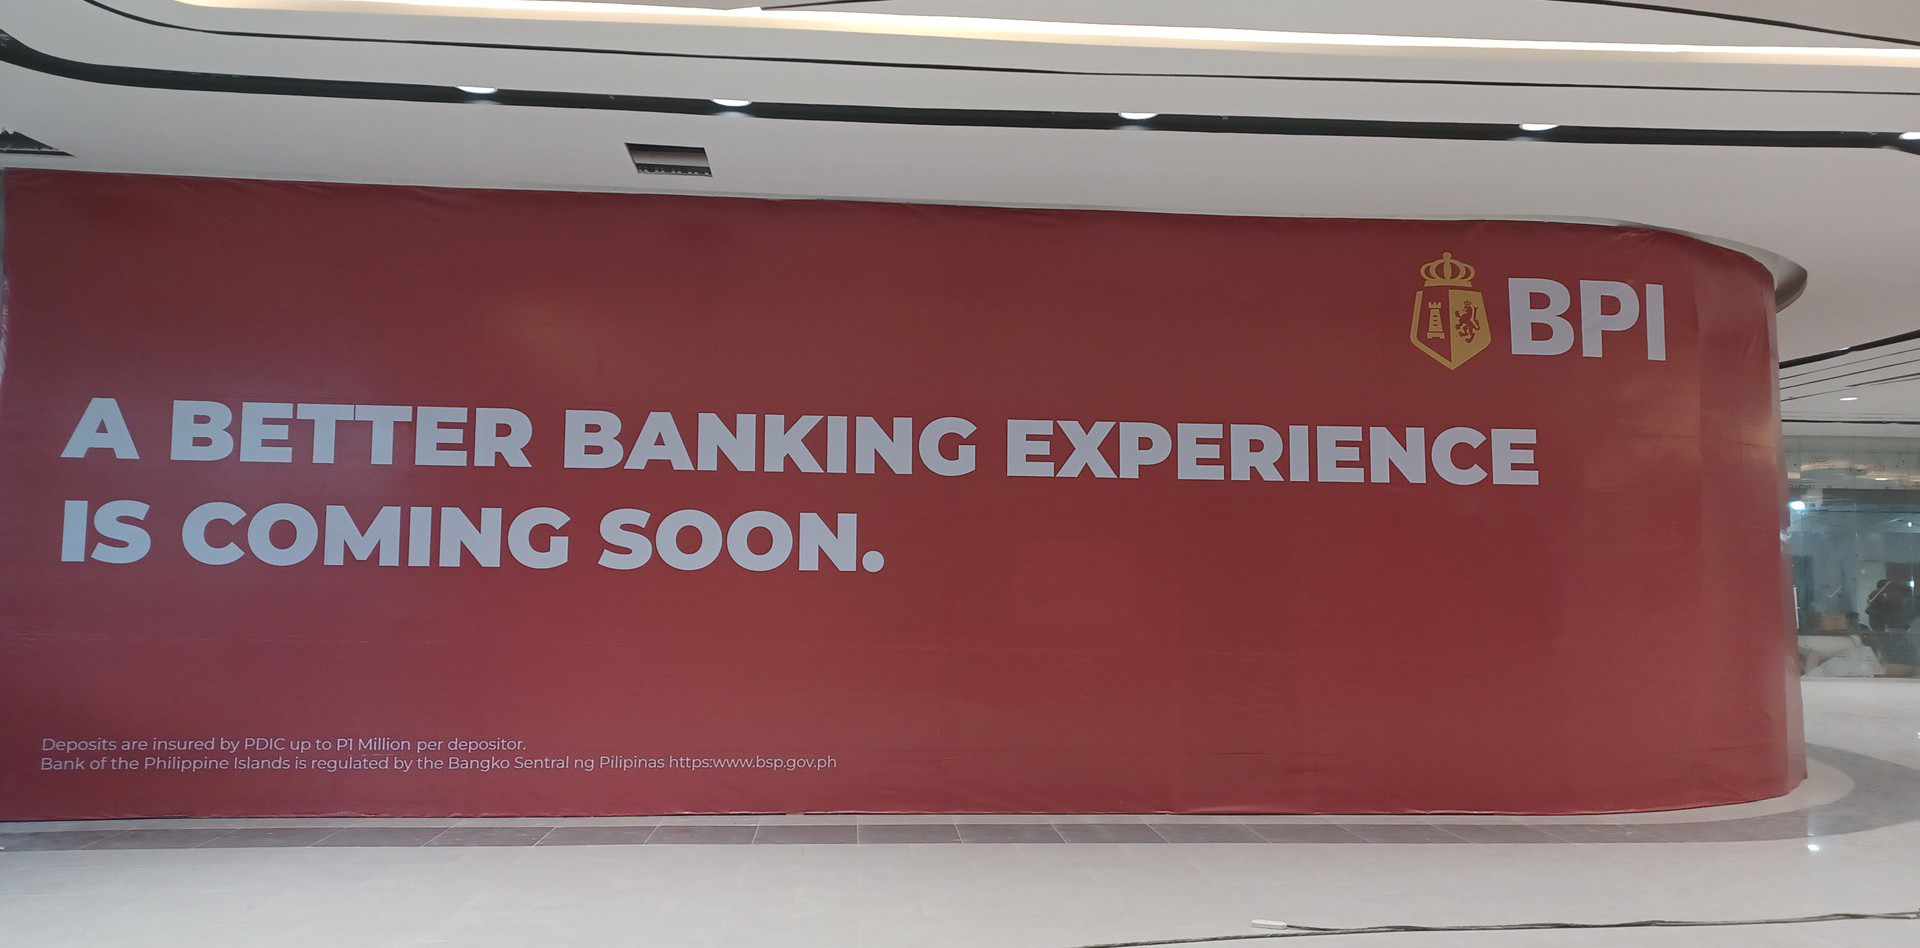 BPI
A BETTER BANKING EXPERIENCE
IS COMING SOON.
Deposits are insured by PDIC up to P1 Million per depositor.
Bank of the Philippine Islands is regulated by the Bangko Sentral ng Pilipinas https:www.bsp.gov.ph